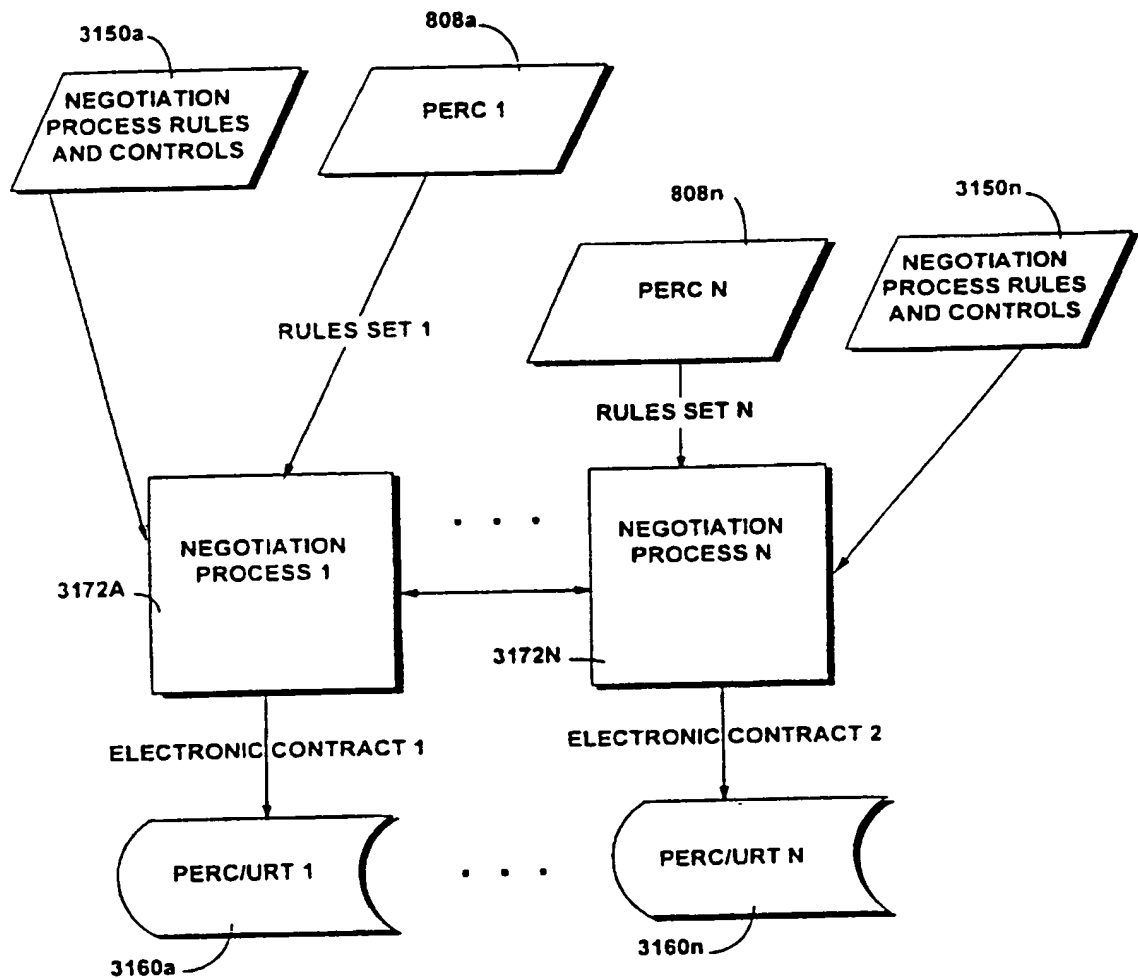 3150a
808a
NEGOTIATION
PROCESS RULES
AND CONTROLS
PERC 1
808n
3150n
PERC N
NEGOTIATION
PROCESS RULES
AND CONTROLS
RULES SET 1
RULES SET N
NEGOTIATION
PROCESS 1
. . .
NEGOTIATION
PROCESS N
3172A
3172N
ELECTRONIC CONTRACT 1
ELECTRONIC CONTRACT 2
PERC/URT 1
. . .
PERC/URT N
3160a
3160n